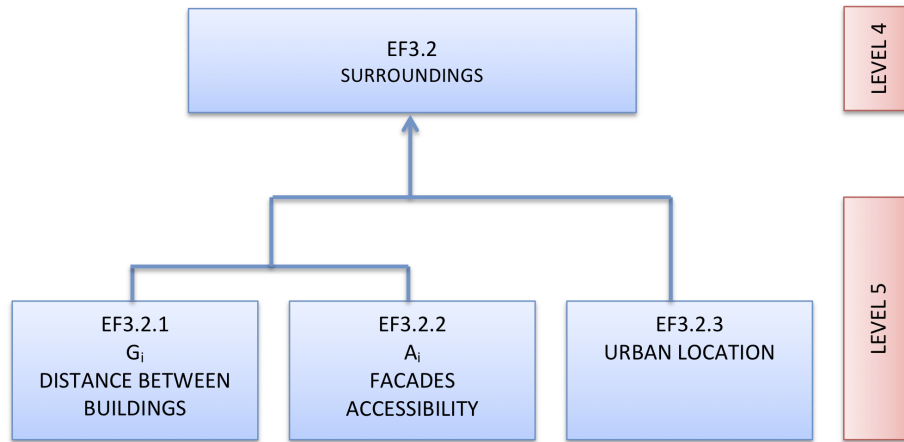 EF3.2
SURROUNDINGS
LEVEL 4
EF3.2.1
Gᵢ
DISTANCE BETWEEN
BUILDINGS
EF3.2.2
Aᵢ
FACADES
ACCESSIBILITY
EF3.2.3
URBAN LOCATION
LEVEL 5